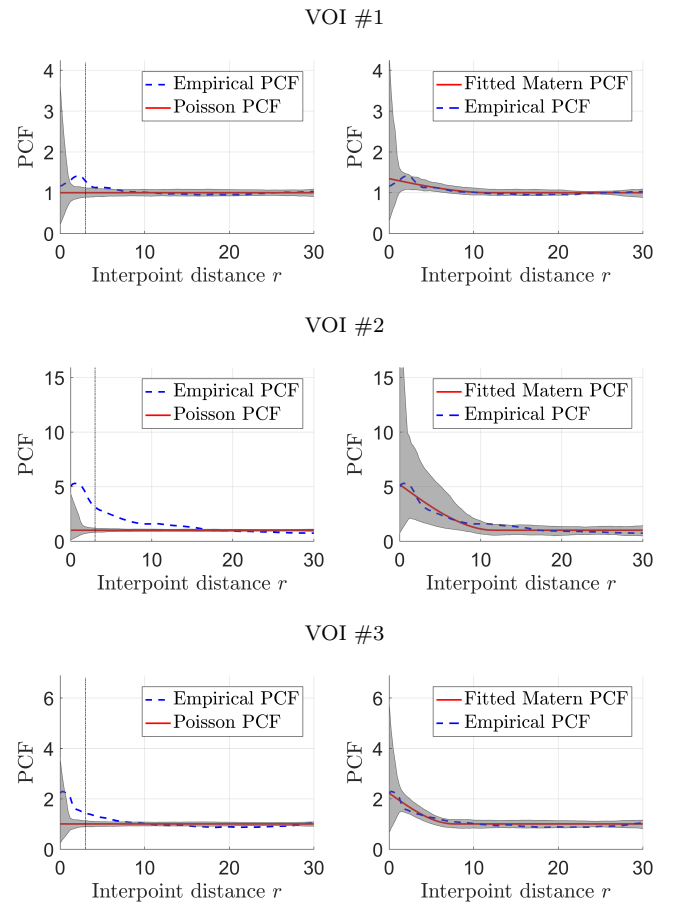 VOI #1
4
3
2
1
0
PCF
Empirical PCF
Poisson PCF
0 10 20 30
Interpoint distance r
4
3
2
1
0
PCF
Fitted Matern PCF
Empirical PCF
0 10 20 30
Interpoint distance r
VOI #2
15
10
5
0
PCF
Empirical PCF
Poisson PCF
0 10 20 30
Interpoint distance r
15
10
5
0
PCF
Fitted Matern PCF
Empirical PCF
0 10 20 30
Interpoint distance r
VOI #3
6
4
2
0
PCF
Empirical PCF
Poisson PCF
0 10 20 30
Interpoint distance r
6
4
2
0
PCF
Fitted Matern PCF
Empirical PCF
0 10 20 30
Interpoint distance r